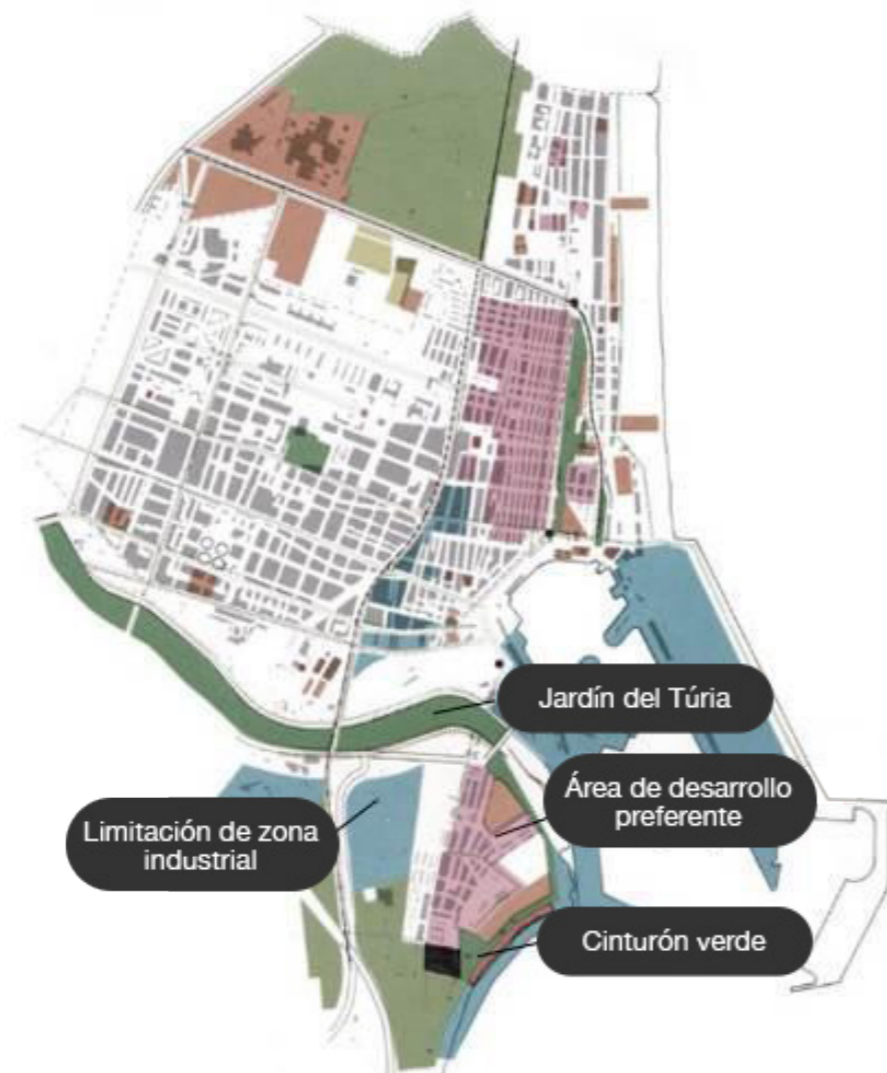 Jardín del Túria
Área de desarrollo
preferente
Limitación de zona
industrial
Cinturón verde